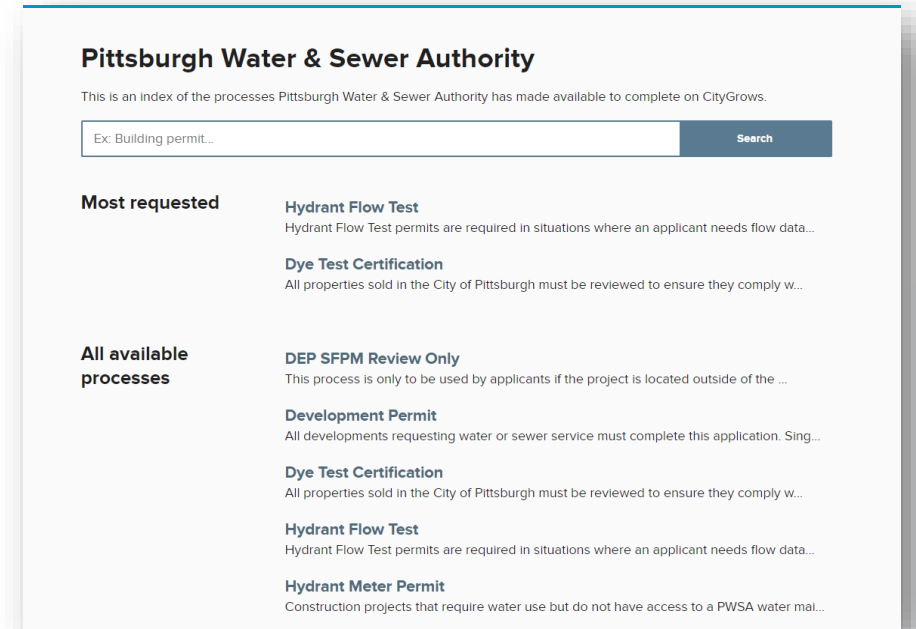 Pittsburgh Water & Sewer Authority
This is an index of the processes Pittsburgh Water & Sewer Authority has made available to complete on CityGrows.
Ex: Building permit...
Search
Most requested
Hydrant Flow Test
Hydrant Flow Test permits are required in situations where an applicant needs flow data...
Dye Test Certification
All properties sold in the City of Pittsburgh must be reviewed to ensure they comply w...
All available
processes
DEP SFPM Review Only
This process is only to be used by applicants if the project is located outside of the ...
Development Permit
All developments requesting water or sewer service must complete this application. Sing...
Dye Test Certification
All properties sold in the City of Pittsburgh must be reviewed to ensure they comply w...
Hydrant Flow Test
Hydrant Flow Test permits are required in situations where an applicant needs flow data...
Hydrant Meter Permit
Construction projects that require water use but do not have access to a PWSA water mai...